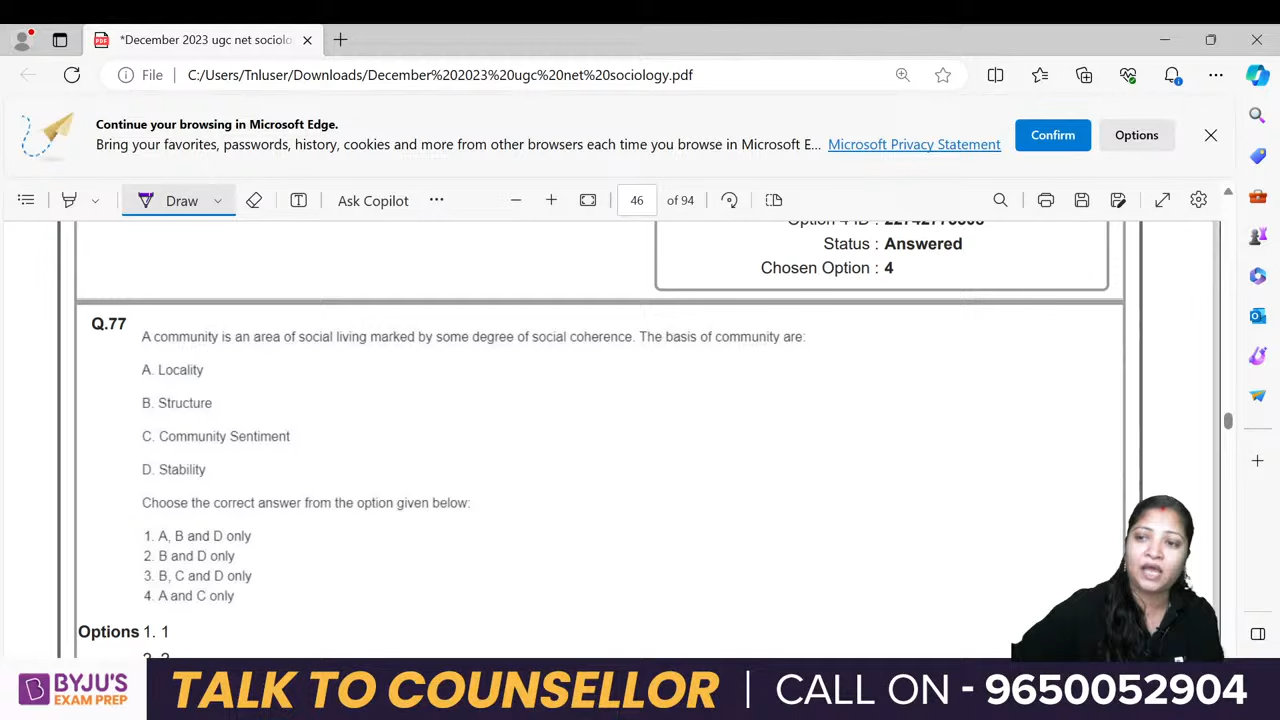 *December 2023 ugc net sociolo
File C:/Users/Tnluser/Downloads/December%202023%20ugc%20net%20sociology.pdf
Continue your browsing in Microsoft Edge.
Bring your favorites, passwords, history, cookies and more from other browsers each time you browse in Microsoft E... Microsoft Privacy Statement
Confirm
Options
Draw
Ask Copilot
46 of 94
Status : Answered
Chosen Option : 4
Q.77
A community is an area of social living marked by some degree of social coherence. The basis of community are:
A. Locality
B. Structure
C. Community Sentiment
D. Stability
Choose the correct answer from the option given below:
1. A, B and D only
2. B and D only
3. B, C and D only
4. A and C only
Options 1. 1
BYJU'S
EXAM PREP
TALK TO COUNSELLOR | CALL ON - 9650052904